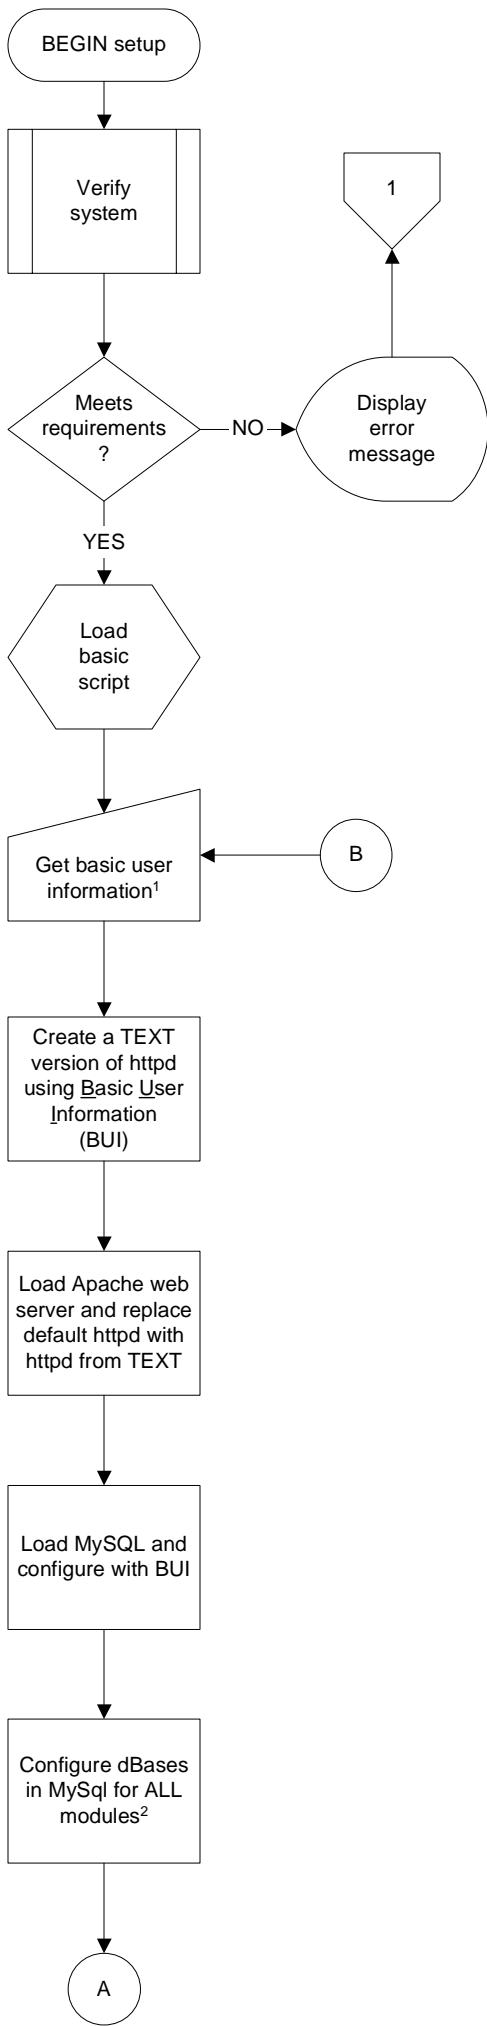 BEGIN setup
Verify
system
1
Meets
requirements
?
NO
Display
error
message
YES
Load
basic
script
Get basic user
information¹
B
Create a TEXT
version of httpd
using Basic User
Information
(BUI)
Load Apache web
server and replace
default httpd with
httpd from TEXT
Load MySQL and
configure with BUI
Configure dBases
in MySql for ALL
modules²
A